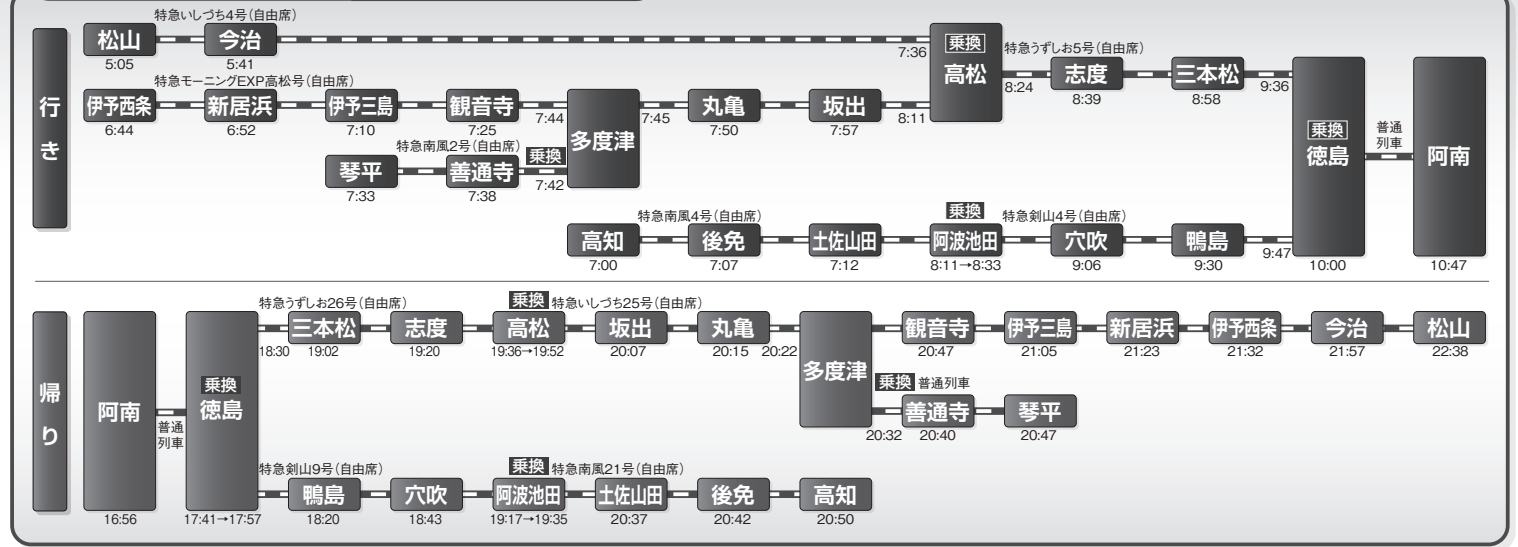 行き
特急いしづち4号（自由席）
松山 今治
5:05 5:41 7:36
乗換
高松
特急うずしお5号（自由席）
志度 三本松
8:24 8:39 8:58 9:36
特急モーニングEXP高松号（自由席）
伊予西条 新居浜 伊予三島 観音寺 多度津 丸亀 坂出
6:44 6:52 7:10 7:25 7:44 7:45 7:50 7:57 8:11
特急南風2号（自由席） 乗換
琴平 善通寺
7:33 7:38 7:42
乗換
徳島
10:00
普通
列車
阿南
10:47
特急南風4号（自由席） 乗換 特急剣山4号（自由席）
高知 後免 土佐山田 阿波池田 穴吹 鴨島
7:00 7:07 7:12 8:11→8:33 9:06 9:30 9:47
帰り
阿南
16:56
普通
列車
乗換
徳島
17:41→17:57
特急うずしお26号（自由席） 乗換 特急いしづち25号（自由席）
三本松 志度 高松 坂出 丸亀 多度津 観音寺 伊予三島 新居浜 伊予西条 今治 松山
18:30 19:02 19:20 19:36→19:52 20:07 20:15 20:22 20:47 21:05 21:23 21:32 21:57 22:38
乗換 普通列車
善通寺 琴平
20:32 20:40 20:47
特急剣山9号（自由席） 乗換 特急南風21号（自由席）
鴨島 穴吹 阿波池田 土佐山田 後免 高知
18:20 18:43 19:17→19:35 20:37 20:42 20:50